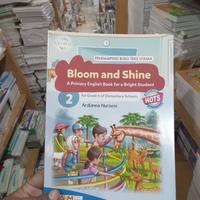 PENDAMPING BUKU TEKS UTAMA
Bloom and Shine
A Primary English Book for a Bright Student
2
for Grade II of Elementary Schools
Ardianna Nuraeni
HOTS